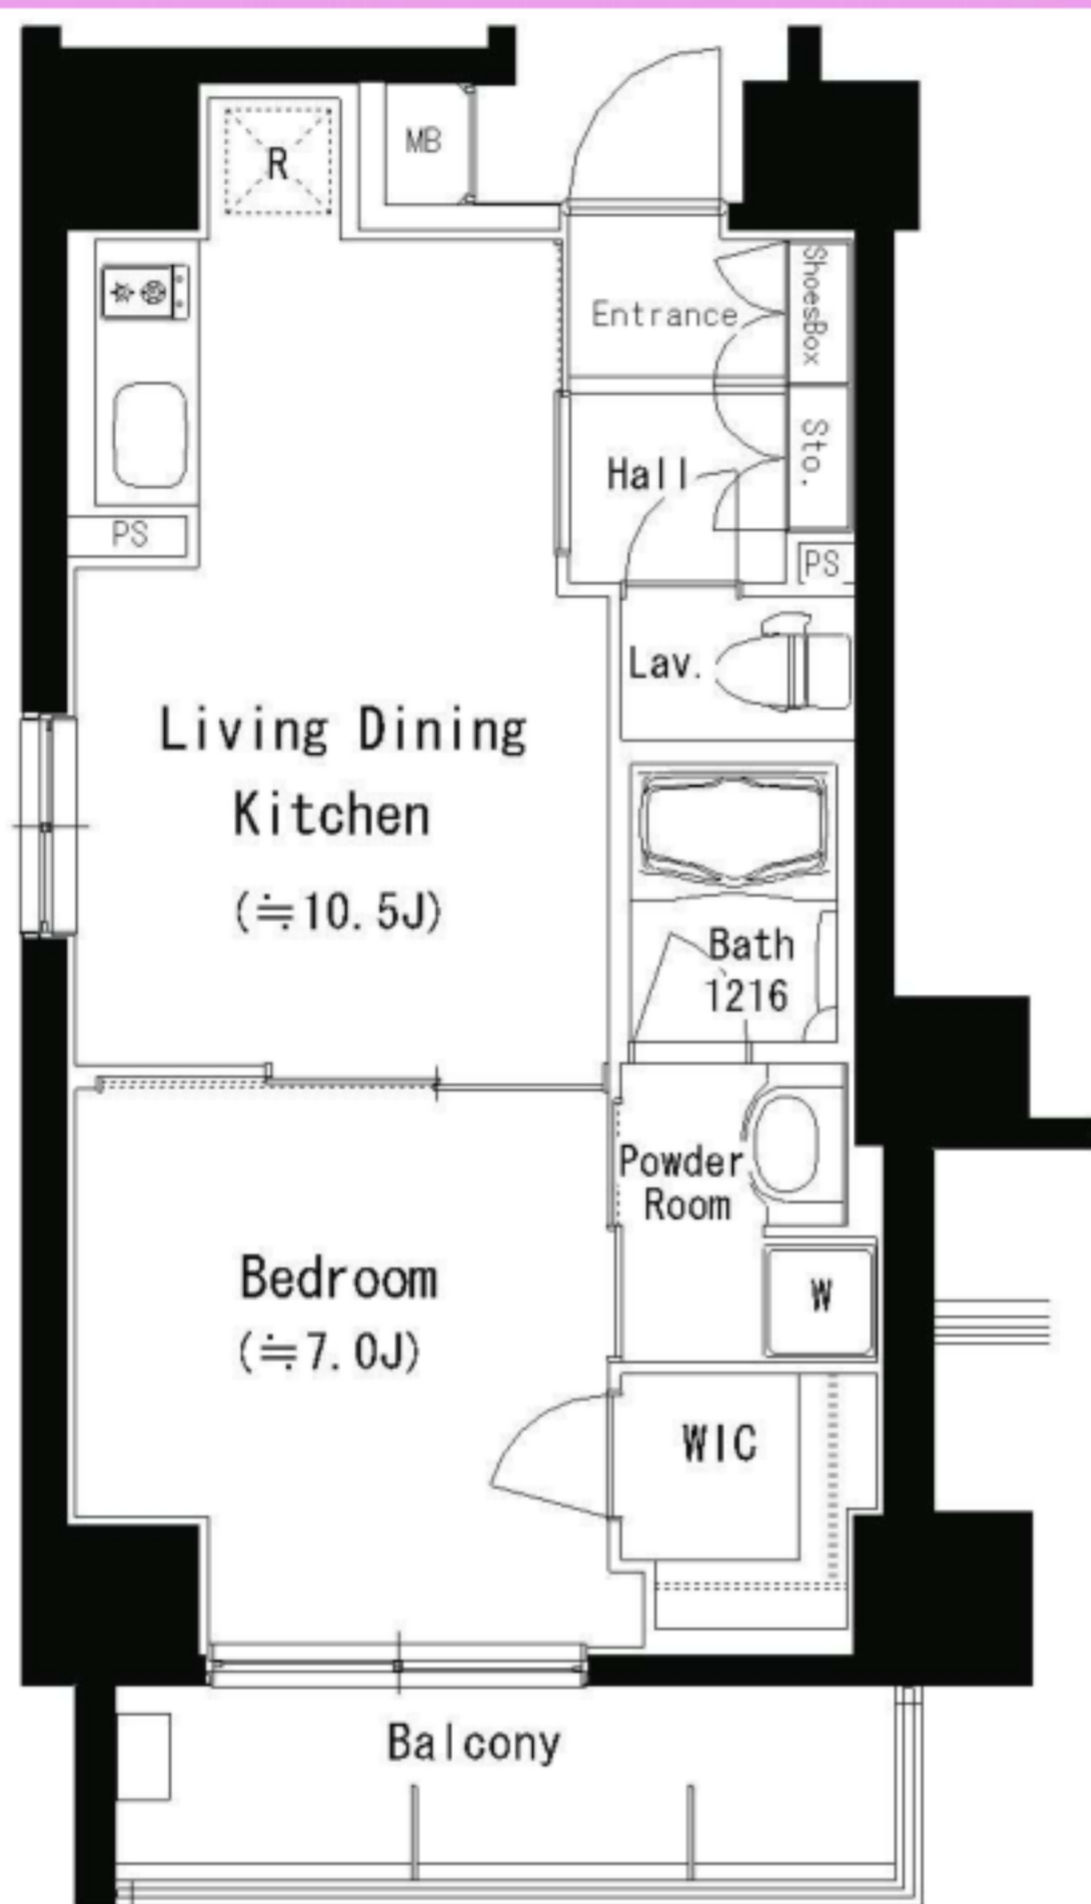 MB
R
Entrance
ShoesBox
Hall
Sto.
PS
PS
Lav.
Living Dining
Kitchen
(≒10.5J)
Bath
1216
Powder
Room
Bedroom
(≒7.0J)
W
WIC
Balcony